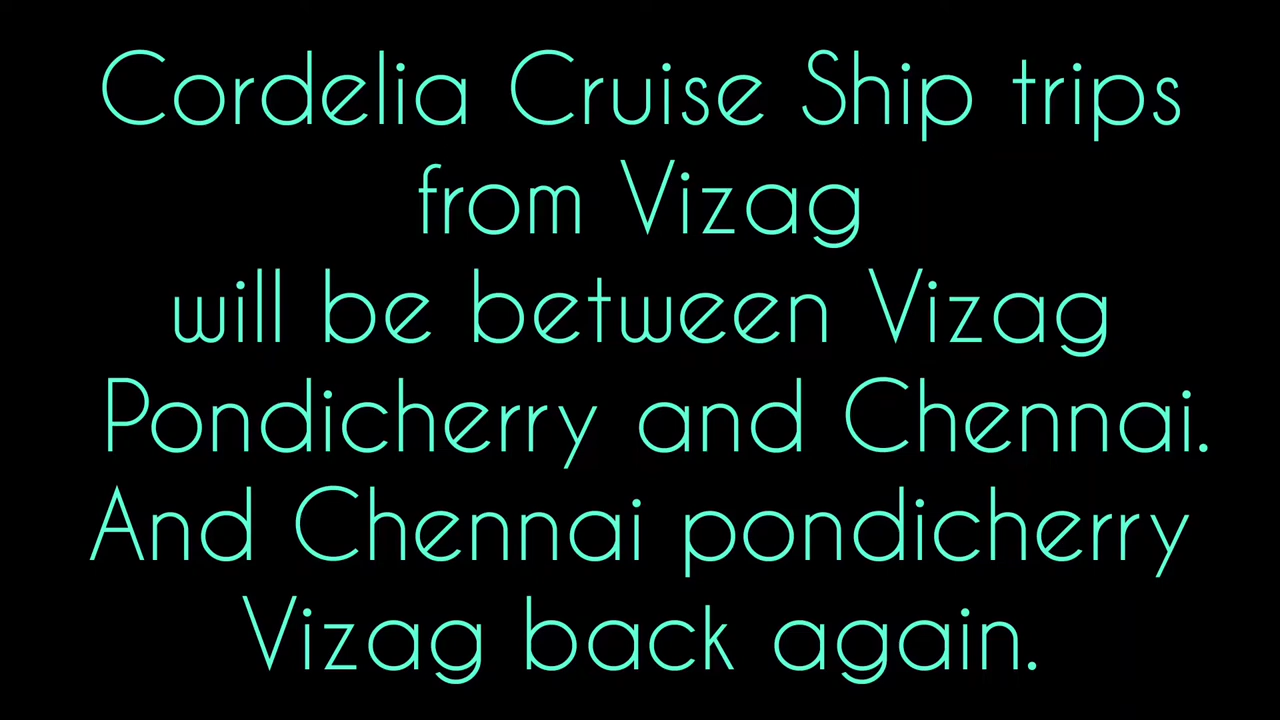 Cordelia Cruise Ship trips
from Vizag
will be between Vizag
Pondicherry and Chennai.
And Chennai pondicherry
Vizag back again.